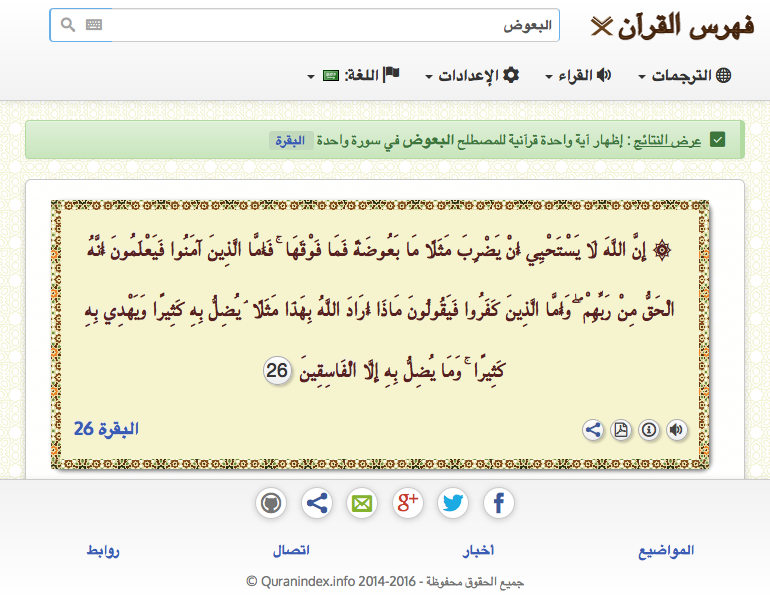 فهرس القرآن
البعوض
الترجمات
القراء
الإعدادات
اللغة:
عرض النتائج : إظهار آية واحدة قرآنية للمصطلح البعوض في سورة واحدة البقرة
۞ إِنَّ اللَّهَ لَا يَسْتَحْيِي أَنْ يَضْرِبَ مَثَلًا مَا بَعُوضَةً فَمَا فَوْقَهَا ۚ فَأَمَّا الَّذِينَ آمَنُوا فَيَعْلَمُونَ أَنَّهُ
الْحَقُّ مِنْ رَبِّهِمْ ۖ وَأَمَّا الَّذِينَ كَفَرُوا فَيَقُولُونَ مَاذَا أَرَادَ اللَّهُ بِهَٰذَا مَثَلًا ۘ يُضِلُّ بِهِ كَثِيرًا وَيَهْدِي بِهِ
كَثِيرًا ۚ وَمَا يُضِلُّ بِهِ إِلَّا الْفَاسِقِينَ 26
البقرة 26
المواضيع
أخبار
اتصال
روابط
جميع الحقوق محفوظة - Quranindex.info 2014-2016 ©